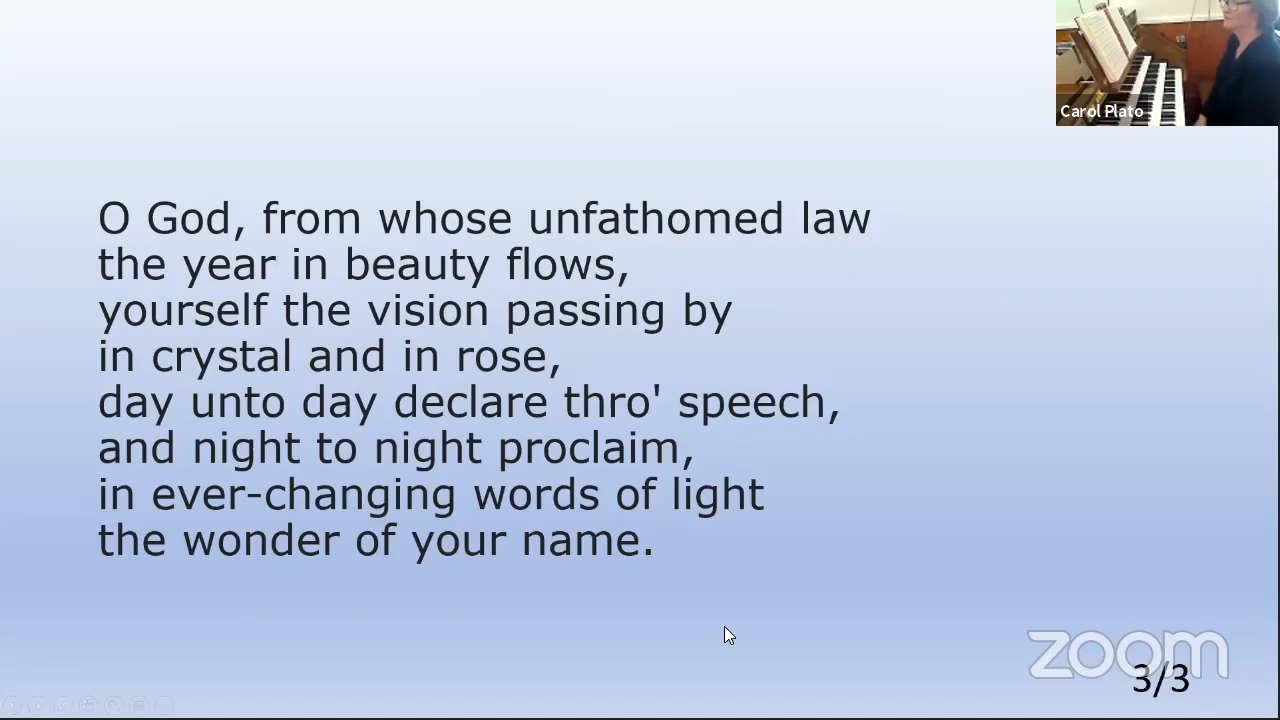 Carol Plato
O God, from whose unfathomed law
the year in beauty flows,
yourself the vision passing by
in crystal and in rose,
day unto day declare thro' speech,
and night to night proclaim,
in ever-changing words of light
the wonder of your name.
zoom
3/3